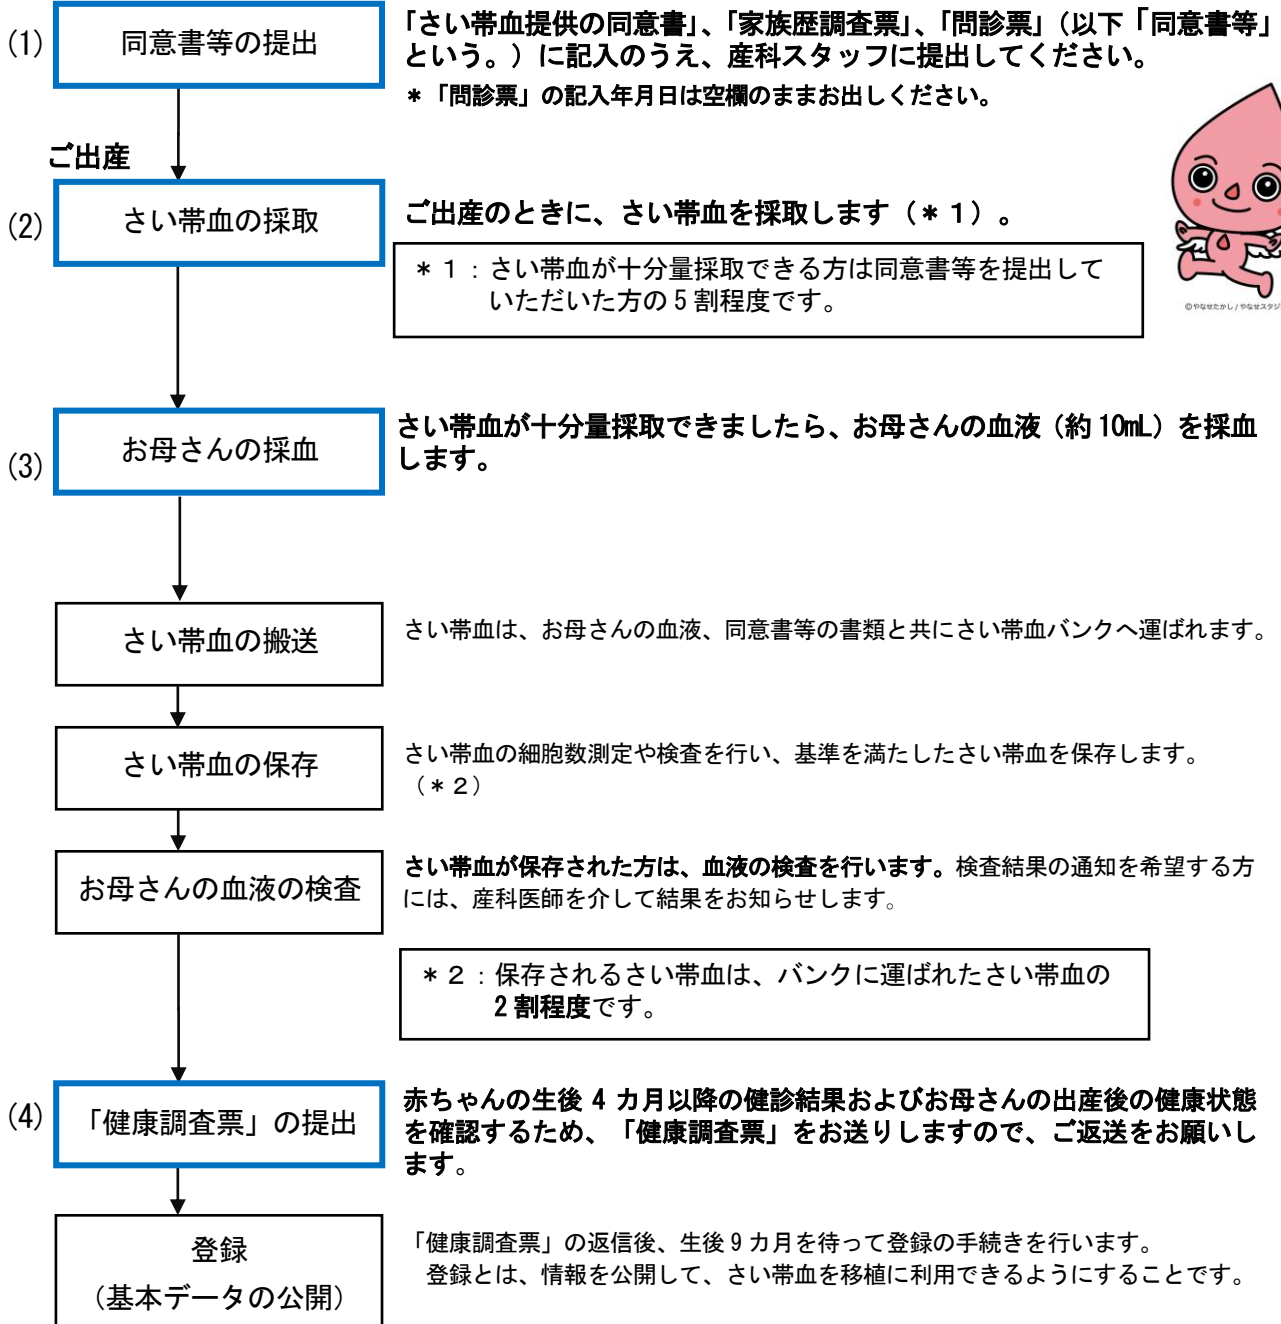 (1)
同意書等の提出
「さい帯血提供の同意書」、「家族歴調査票」、「問診票」(以下「同意書等」
という。)に記入のうえ、産科スタッフに提出してください。
＊「問診票」の記入年月日は空欄のままお出しください。
ご出産
(2)
さい帯血の採取
ご出産のときに、さい帯血を採取します（＊１）。
＊１：さい帯血が十分量採取できる方は同意書等を提出して
いただいた方の５割程度です。
©やなせたかし/やなせスタジ
(3)
お母さんの採血
さい帯血が十分量採取できましたら、お母さんの血液（約10mL）を採血
します。
さい帯血の搬送
さい帯血は、お母さんの血液、同意書等の書類と共にさい帯血バンクへ運ばれます。
さい帯血の保存
さい帯血の細胞数測定や検査を行い、基準を満たしたさい帯血を保存します。
（＊２）
お母さんの血液の検査
さい帯血が保存された方は、血液の検査を行います。検査結果の通知を希望する方
には、産科医師を介して結果をお知らせします。
＊２：保存されるさい帯血は、バンクに運ばれたさい帯血の
２割程度です。
(4)
「健康調査票」の提出
赤ちゃんの生後 4 カ月以降の健診結果およびお母さんの出産後の健康状態
を確認するため、「健康調査票」をお送りしますので、ご返送をお願いし
ます。
登録
（基本データの公開）
「健康調査票」の返信後、生後9カ月を待って登録の手続きを行います。
登録とは、情報を公開して、さい帯血を移植に利用できるようにすることです。